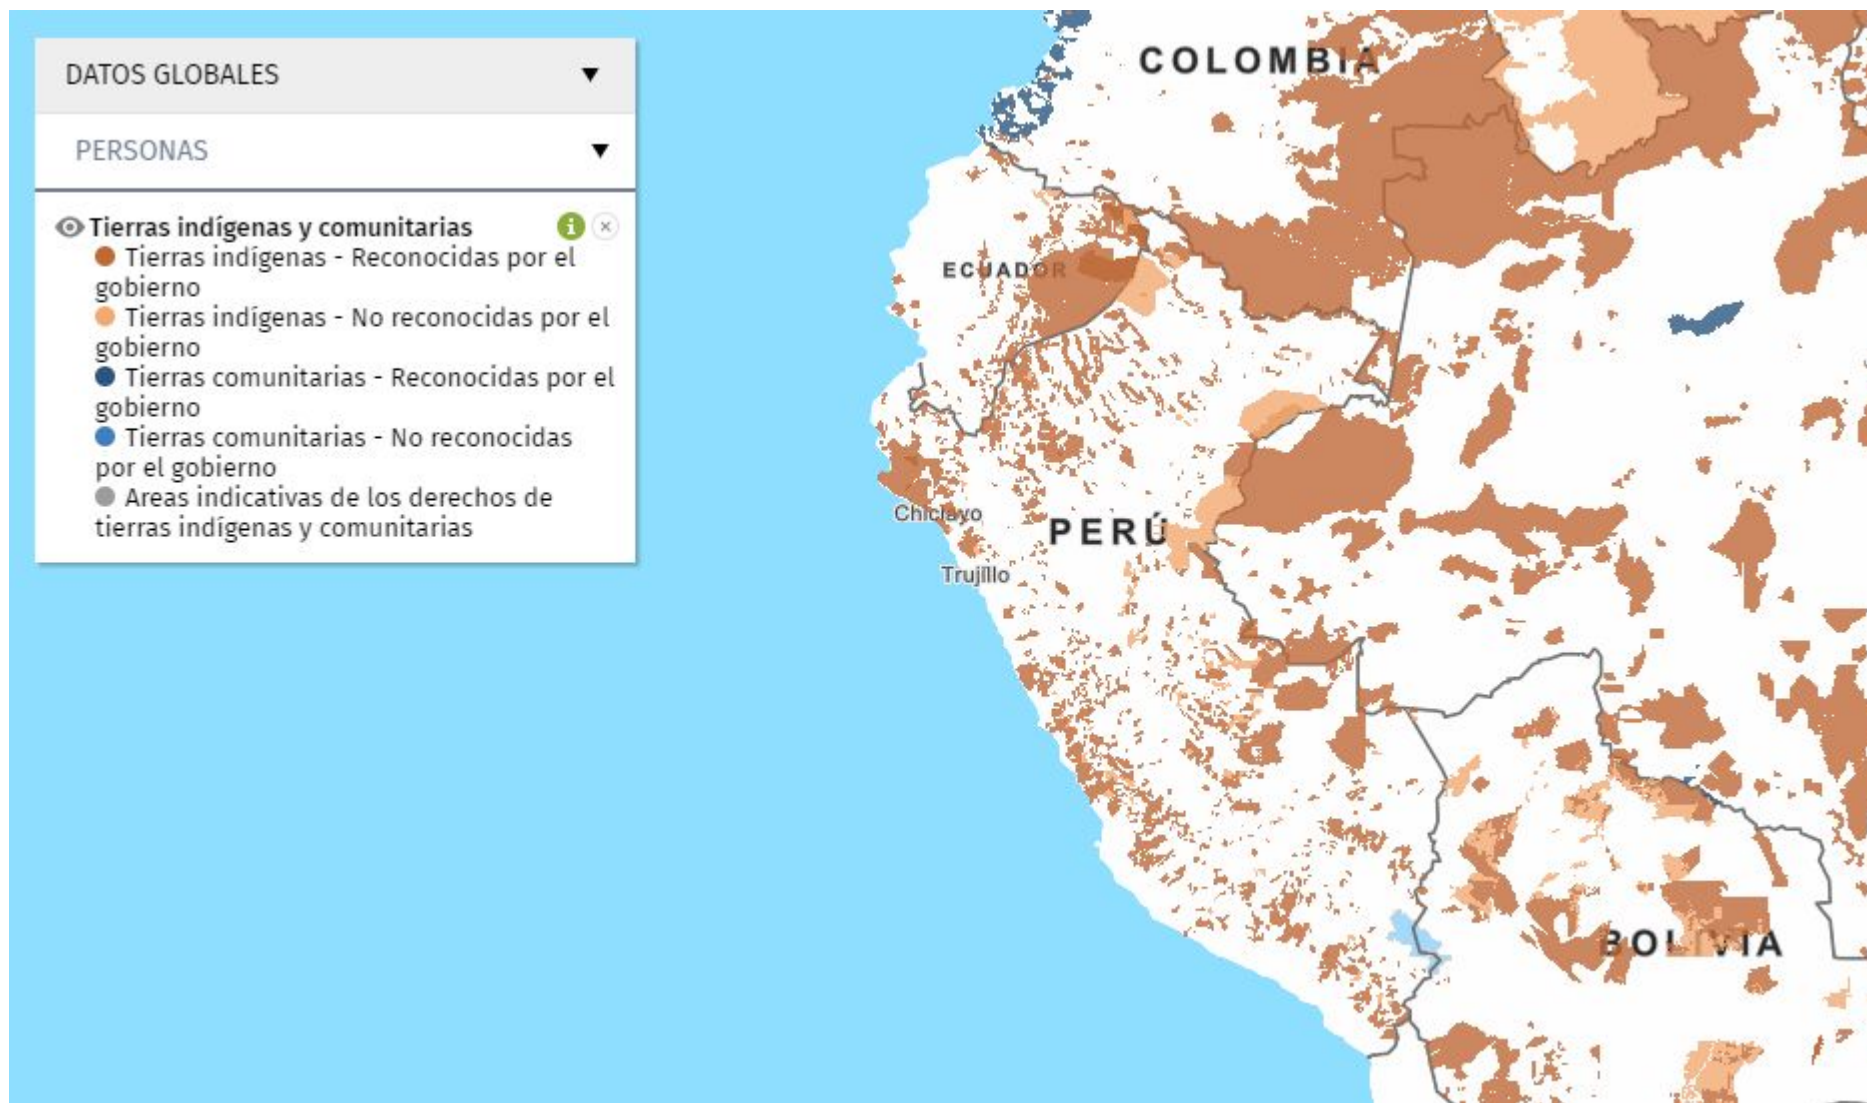 DATOS GLOBALES
PERSONAS
Tierras indígenas y comunitarias
Tierras indígenas - Reconocidas por el
gobierno
Tierras indígenas - No reconocidas por el
gobierno
Tierras comunitarias - Reconocidas por el
gobierno
Tierras comunitarias - No reconocidas
por el gobierno
Areas indicativas de los derechos de
tierras indígenas y comunitarias
COLOMBIA
ECUADOR
Chiclayo
PERÚ
Trujillo
BOLIVIA